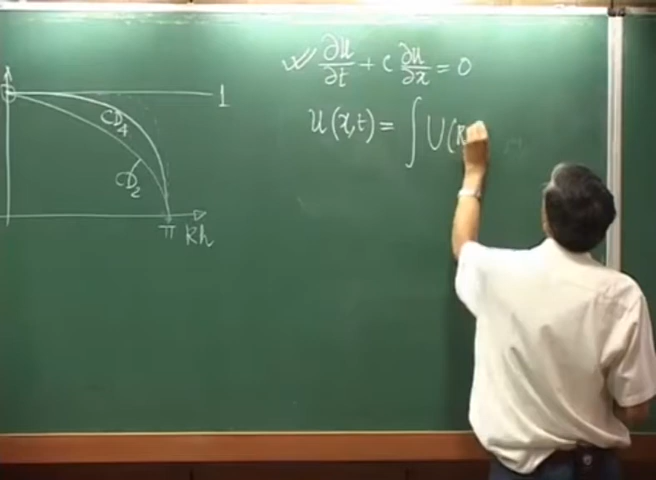 1
CD₄
CD₂
π kh
∂u/∂t + c ∂u/∂x = 0
u(x,t) = ∫ U(k